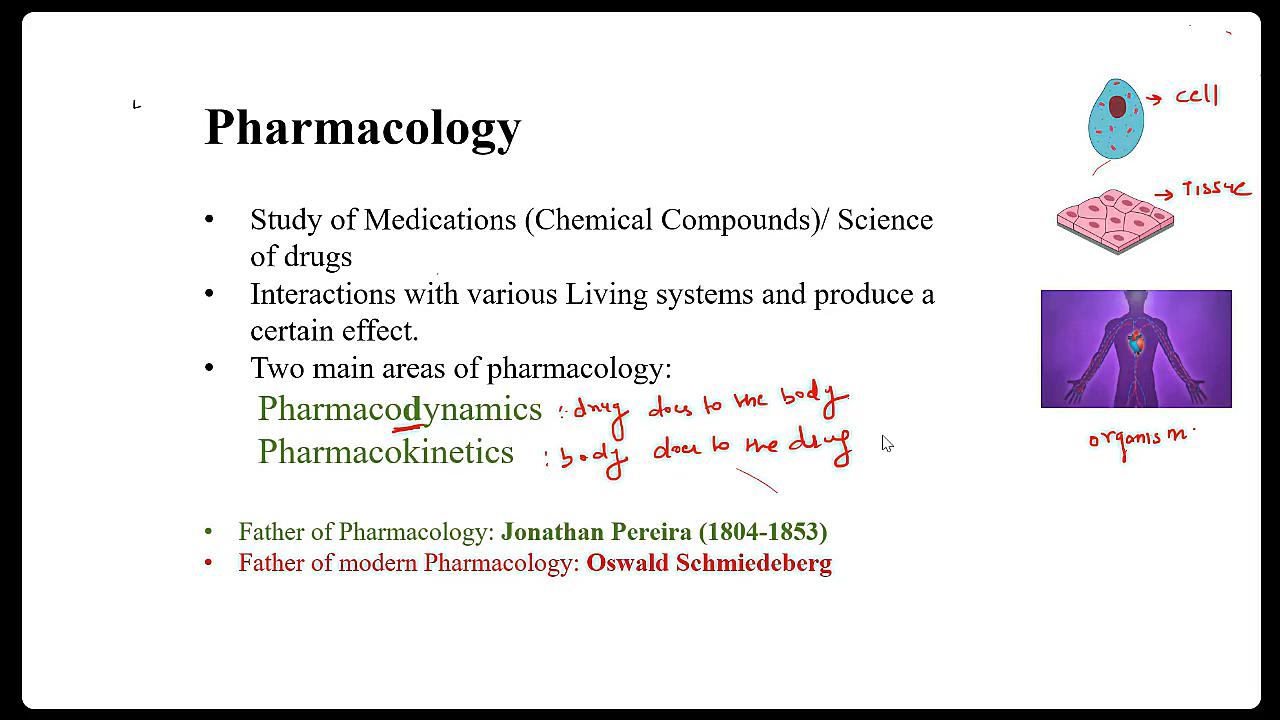 Pharmacology
• Study of Medications (Chemical Compounds)/ Science
of drugs
• Interactions with various Living systems and produce a
certain effect.
• Two main areas of pharmacology:
Pharmacodynamics : drug does to the body
Pharmacokinetics : body does to the drug
• Father of Pharmacology: Jonathan Pereira (1804-1853)
• Father of modern Pharmacology: Oswald Schmiedeberg
→ cell
→ Tissue
organism